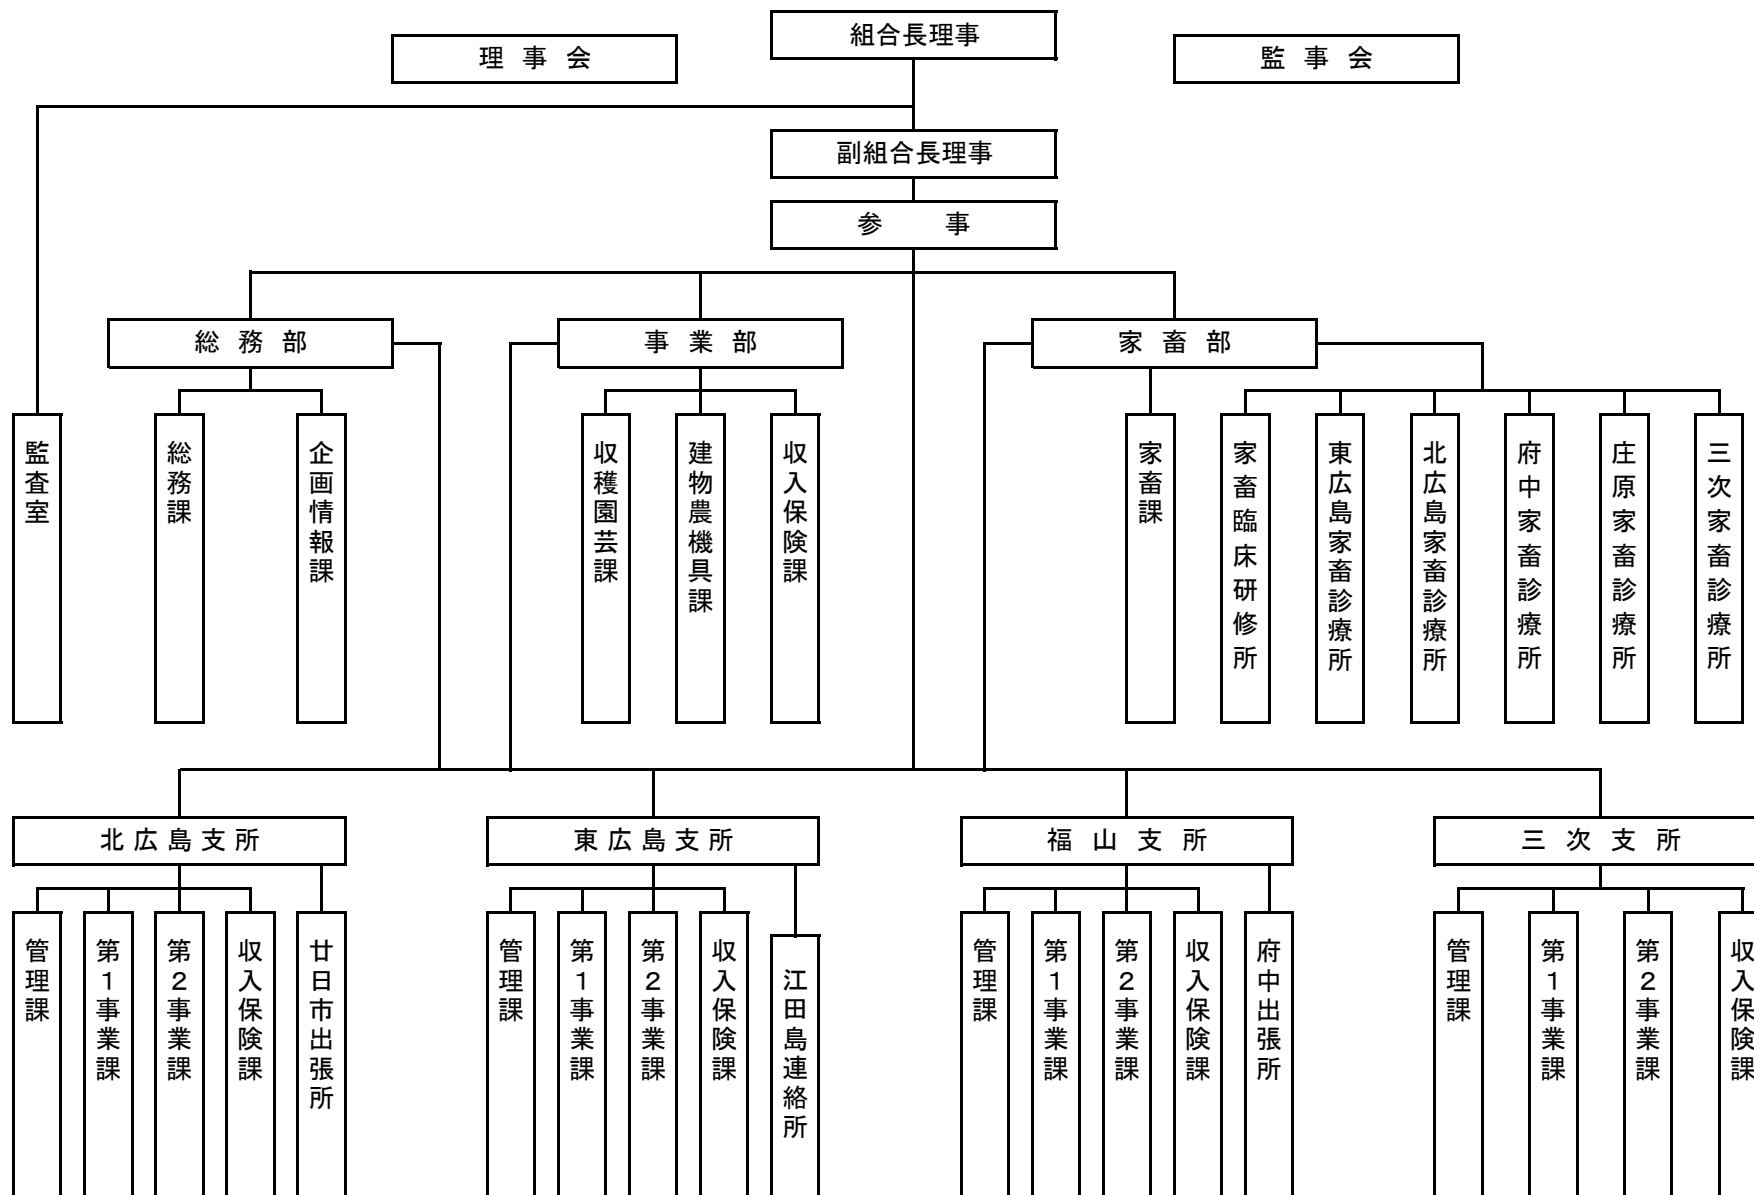 組合長理事
理事会
監事会
副組合長理事
参事
総務部
事業部
家畜部
監査室
総務課
企画情報課
収穫園芸課
建物農機具課
収入保険課
家畜課
家畜臨床研修所
東広島家畜診療所
北広島家畜診療所
府中家畜診療所
庄原家畜診療所
三次家畜診療所
北広島支所
東広島支所
福山支所
三次支所
管理課
第1事業課
第2事業課
収入保険課
廿日市出張所
管理課
第1事業課
第2事業課
収入保険課
江田島連絡所
管理課
第1事業課
第2事業課
収入保険課
府中出張所
管理課
第1事業課
第2事業課
収入保険課